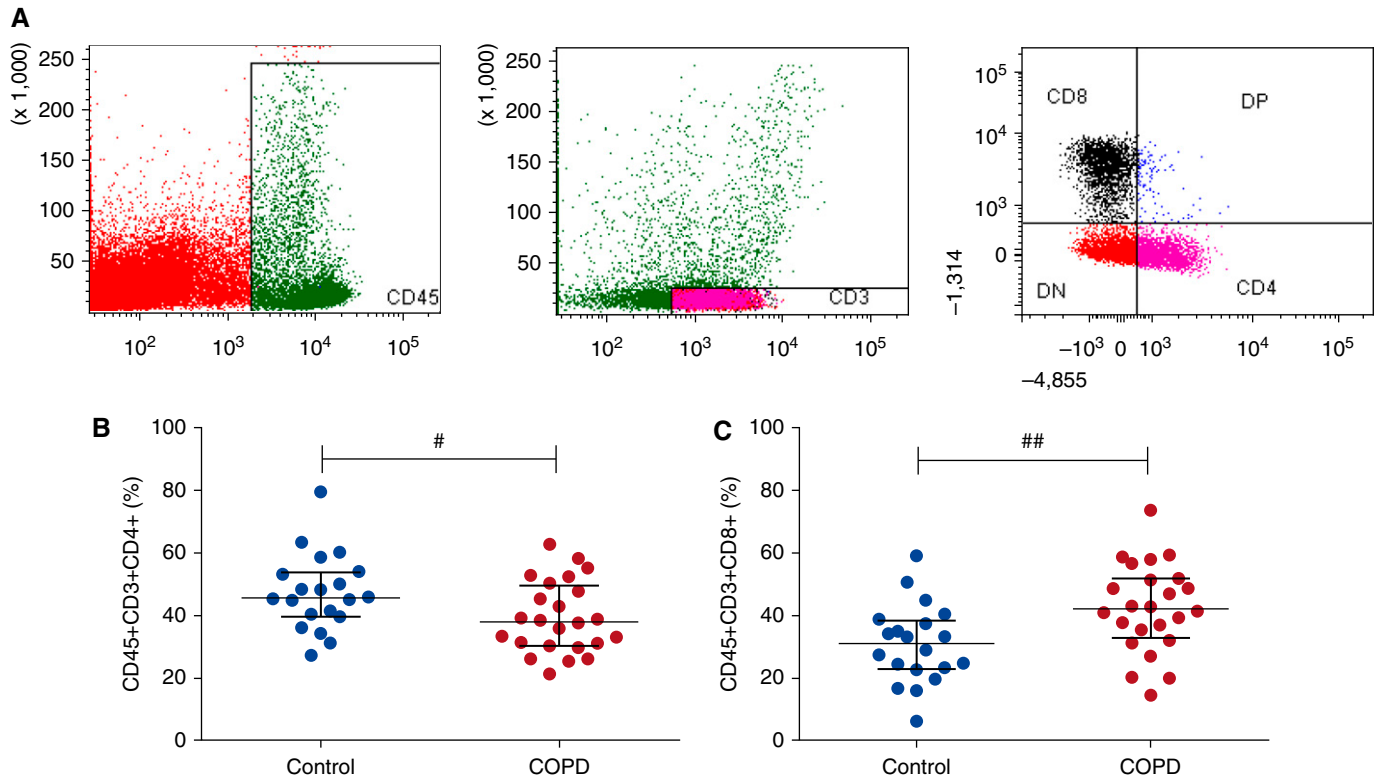 A
(x 1,000)
250
200
150
100
50
CD45
10²
10³
10⁴
10⁵
(x 1,000)
250
200
150
100
50
CD3
10²
10³
10⁴
10⁵
10⁵
10⁴
10³
0
−1,314
CD8
DP
DN
CD4
−10³
0
10³
10⁴
10⁵
−4,855
B
CD45+CD3+CD4+ (%)
100
80
60
40
20
0
#
Control
COPD
C
CD45+CD3+CD8+ (%)
100
80
60
40
20
0
##
Control
COPD